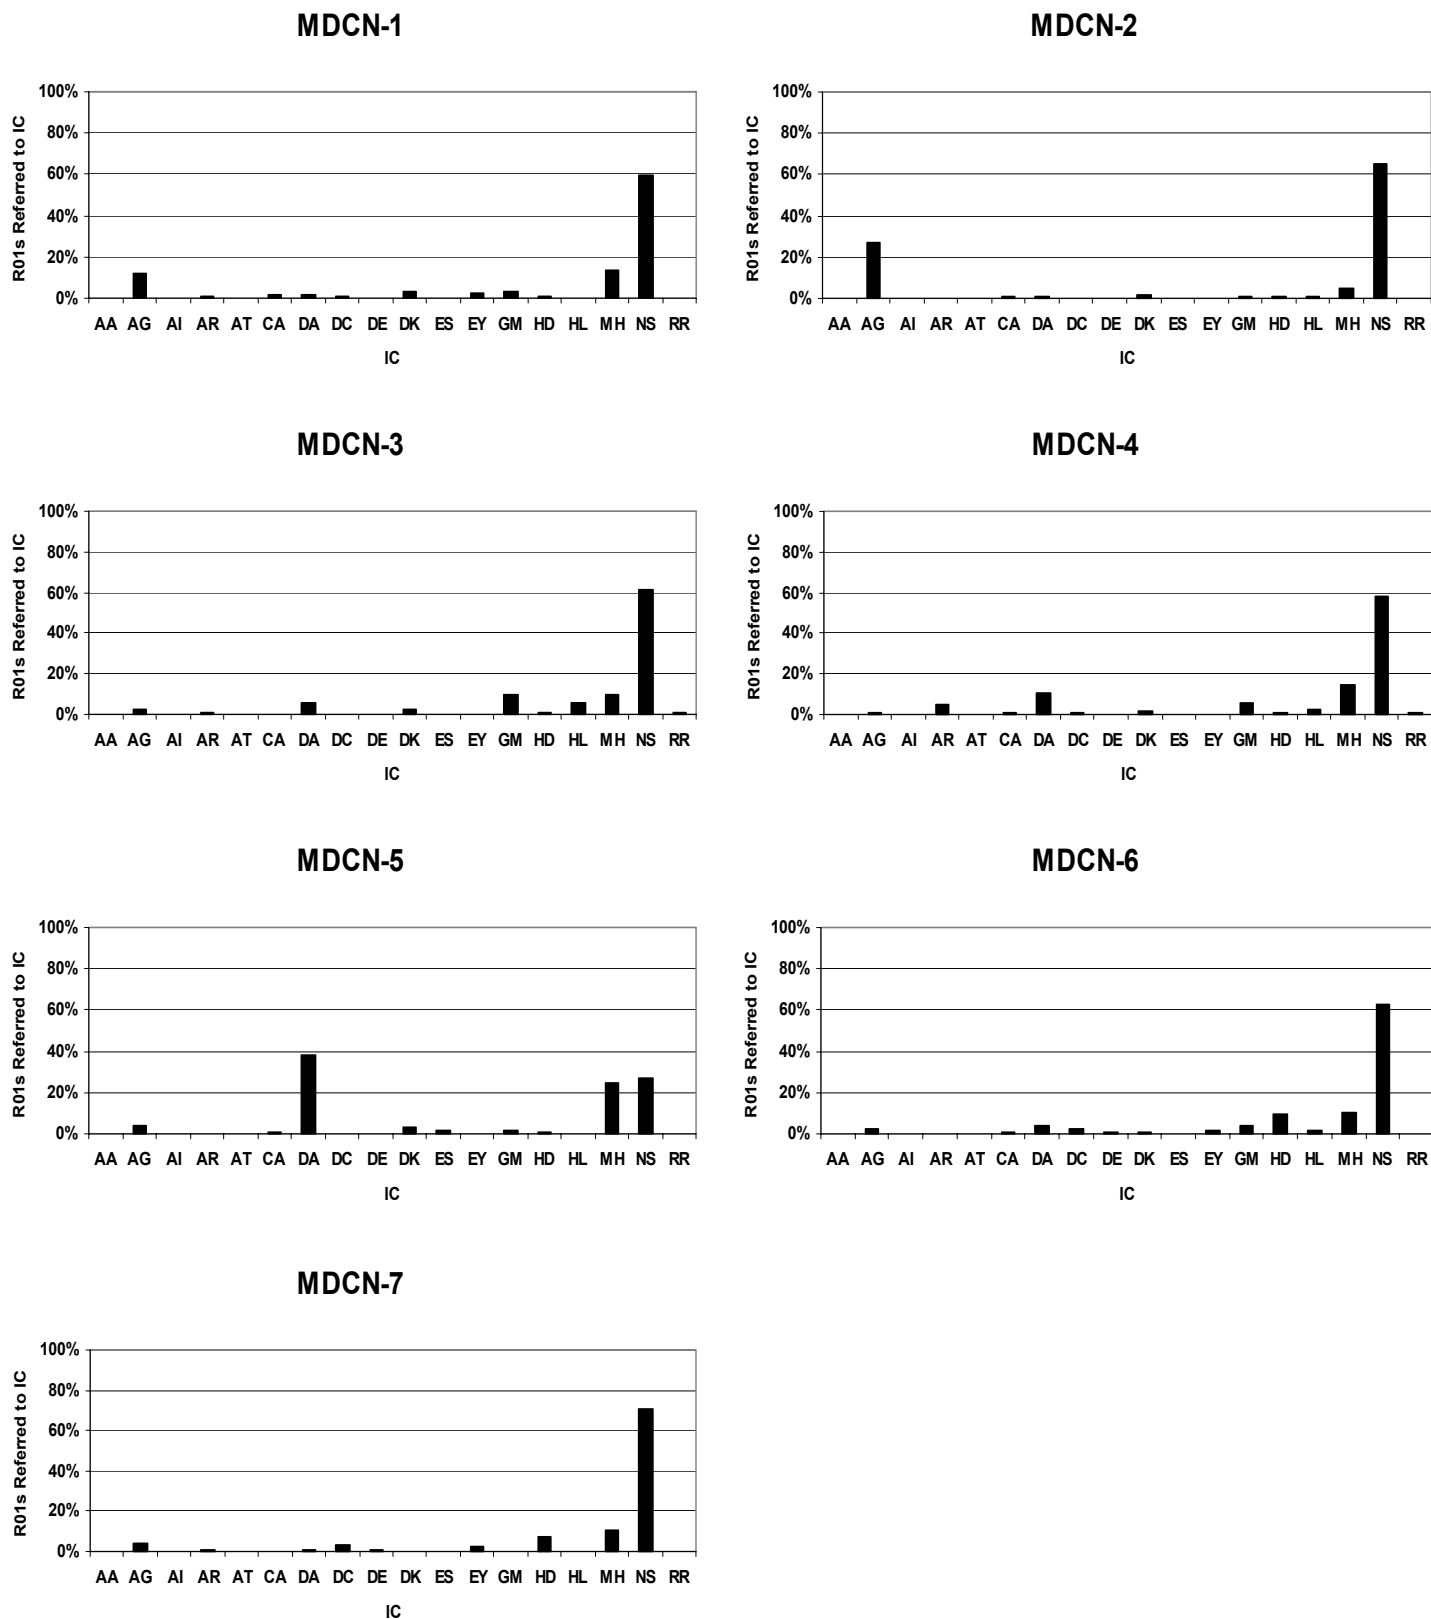 MDCN-1
R01s Referred to IC
100%
80%
60%
40%
20%
0%
AA AG AI AR AT CA DA DC DE DK ES EY GM HD HL MH NS RR
IC
MDCN-2
R01s Referred to IC
100%
80%
60%
40%
20%
0%
AA AG AI AR AT CA DA DC DE DK ES EY GM HD HL MH NS RR
IC
MDCN-3
R01s Referred to IC
100%
80%
60%
40%
20%
0%
AA AG AI AR AT CA DA DC DE DK ES EY GM HD HL MH NS RR
IC
MDCN-4
R01s Referred to IC
100%
80%
60%
40%
20%
0%
AA AG AI AR AT CA DA DC DE DK ES EY GM HD HL MH NS RR
IC
MDCN-5
R01s Referred to IC
100%
80%
60%
40%
20%
0%
AA AG AI AR AT CA DA DC DE DK ES EY GM HD HL MH NS RR
IC
MDCN-6
R01s Referred to IC
100%
80%
60%
40%
20%
0%
AA AG AI AR AT CA DA DC DE DK ES EY GM HD HL MH NS RR
IC
MDCN-7
R01s Referred to IC
100%
80%
60%
40%
20%
0%
AA AG AI AR AT CA DA DC DE DK ES EY GM HD HL MH NS RR
IC